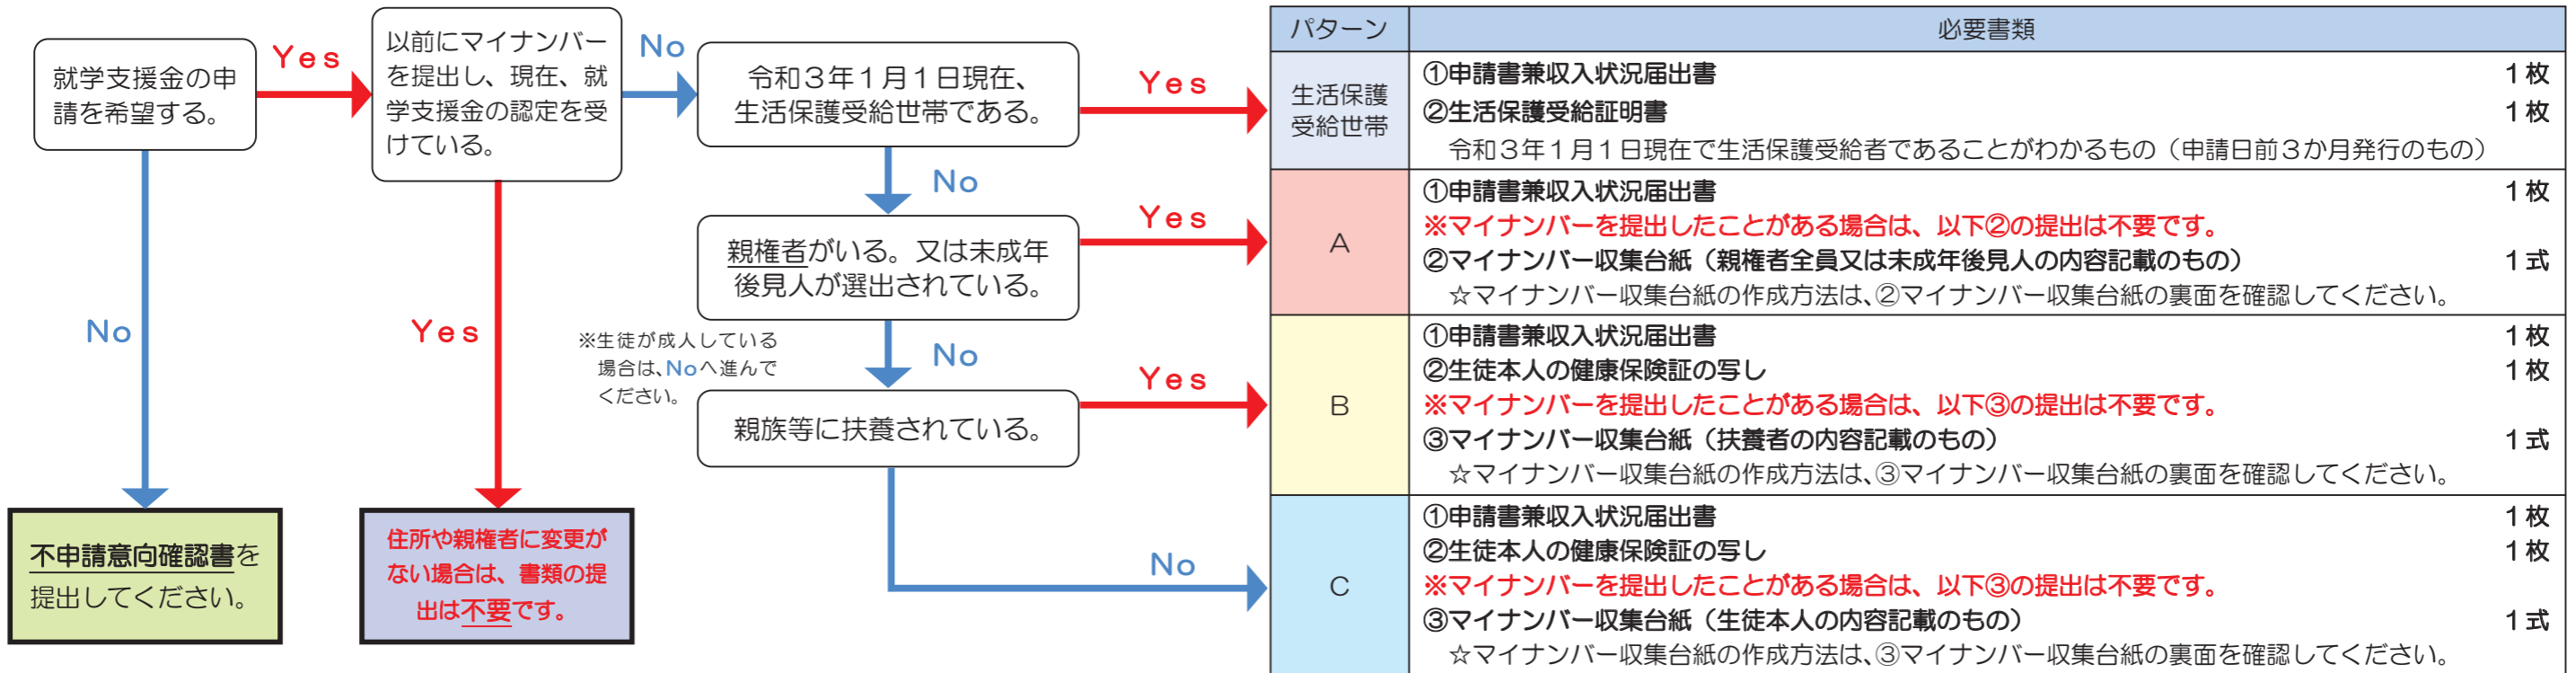 就学支援金の申
請を希望する。
Yes
以前にマイナンバー
を提出し、現在、就
学支援金の認定を受
けている。
No
令和３年１月１日現在、
生活保護受給世帯である。
Yes
No
親権者がいる。又は未成年
後見人が選出されている。
Yes
※生徒が成人している
場合は、Noへ進んで
ください。
No
親族等に扶養されている。
Yes
No
No
不申請意向確認書を
提出してください。
Yes
住所や親権者に変更が
ない場合は、書類の提
出は不要です。
パターン 必要書類
生活保護
受給世帯
①申請書兼収入状況届出書 １枚
②生活保護受給証明書 １枚
令和３年１月１日現在で生活保護受給者であることがわかるもの（申請日前３か月発行のもの）
A
①申請書兼収入状況届出書 １枚
※マイナンバーを提出したことがある場合は、以下②の提出は不要です。
②マイナンバー収集台紙（親権者全員又は未成年後見人の内容記載のもの） １式
☆マイナンバー収集台紙の作成方法は、②マイナンバー収集台紙の裏面を確認してください。
B
①申請書兼収入状況届出書 １枚
②生徒本人の健康保険証の写し １枚
※マイナンバーを提出したことがある場合は、以下③の提出は不要です。
③マイナンバー収集台紙（扶養者の内容記載のもの） １式
☆マイナンバー収集台紙の作成方法は、③マイナンバー収集台紙の裏面を確認してください。
C
①申請書兼収入状況届出書 １枚
②生徒本人の健康保険証の写し １枚
※マイナンバーを提出したことがある場合は、以下③の提出は不要です。
③マイナンバー収集台紙（生徒本人の内容記載のもの） １式
☆マイナンバー収集台紙の作成方法は、③マイナンバー収集台紙の裏面を確認してください。